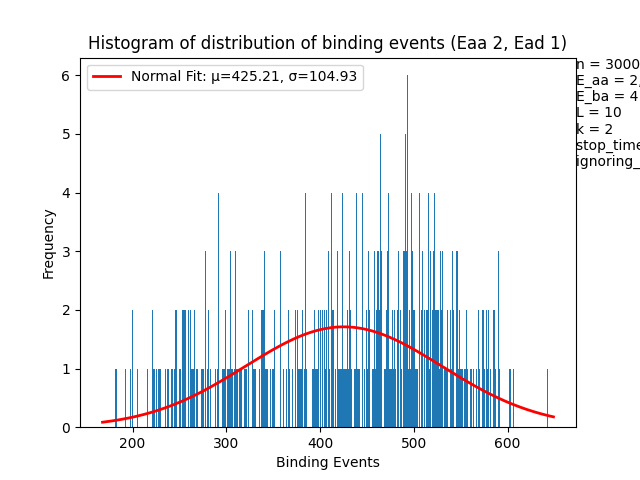 Histogram of distribution of binding events (Eaa 2, Ead 1)
Normal Fit: μ=425.21, σ=104.93
n = 3000
E_aa = 2,
E_ba = 4
L = 10
k = 2
stop_time
ignoring_
6
5
4
3
2
1
0
Frequency
200 300 400 500 600
Binding Events